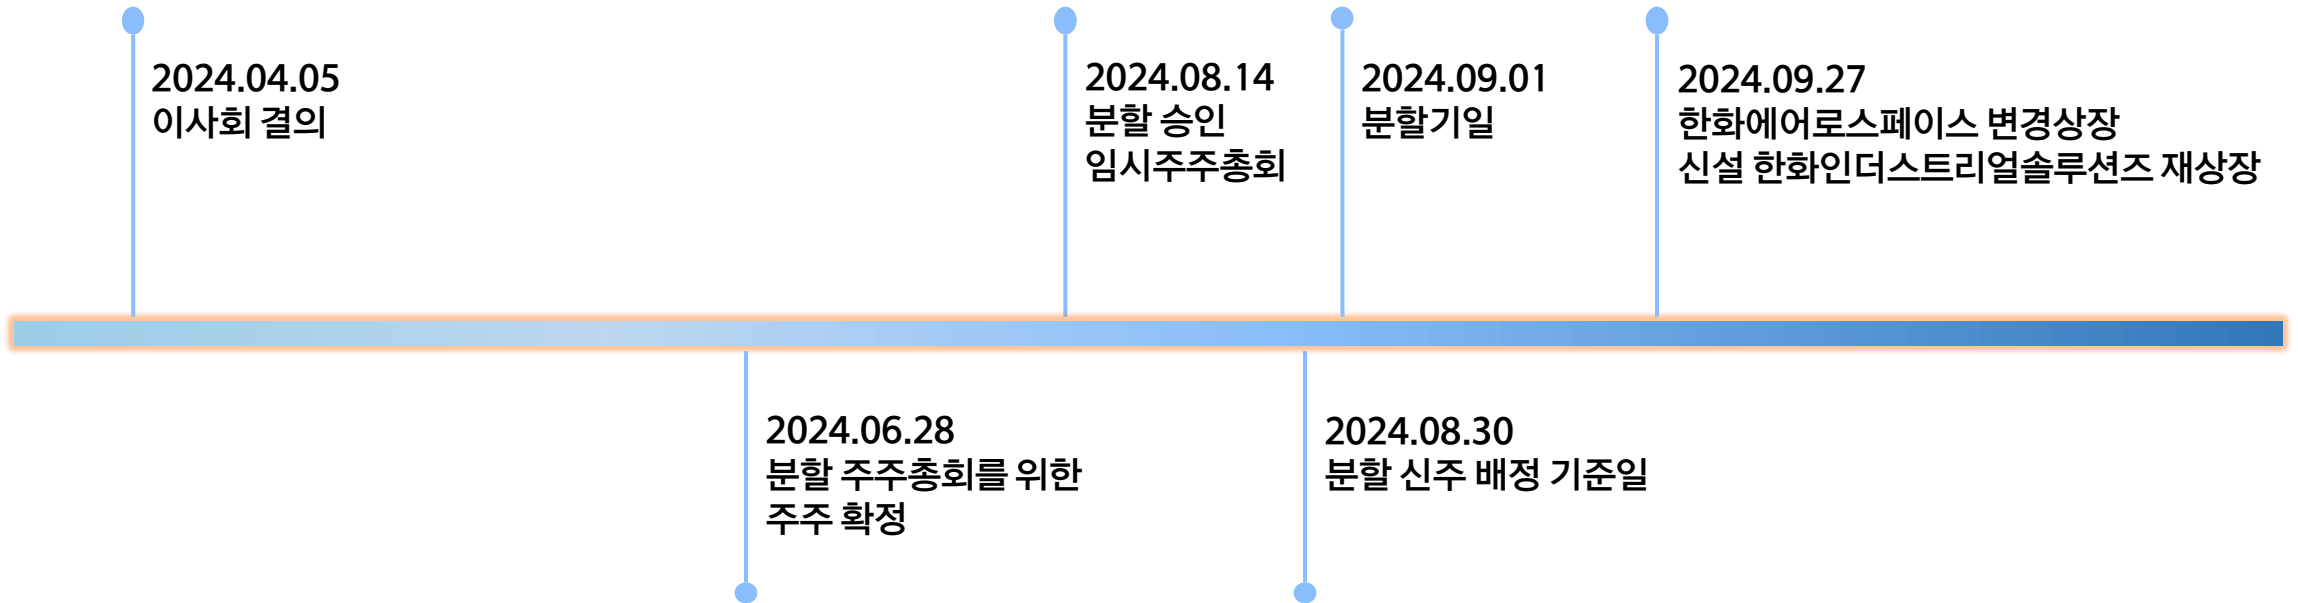 2024.04.05
이사회 결의
2024.06.28
분할 주주총회를 위한
주주 확정
2024.08.14
분할 승인
임시주주총회
2024.08.30
분할 신주 배정 기준일
2024.09.01
분할기일
2024.09.27
한화에어로스페이스 변경상장
신설 한화인더스트리얼솔루션즈 재상장